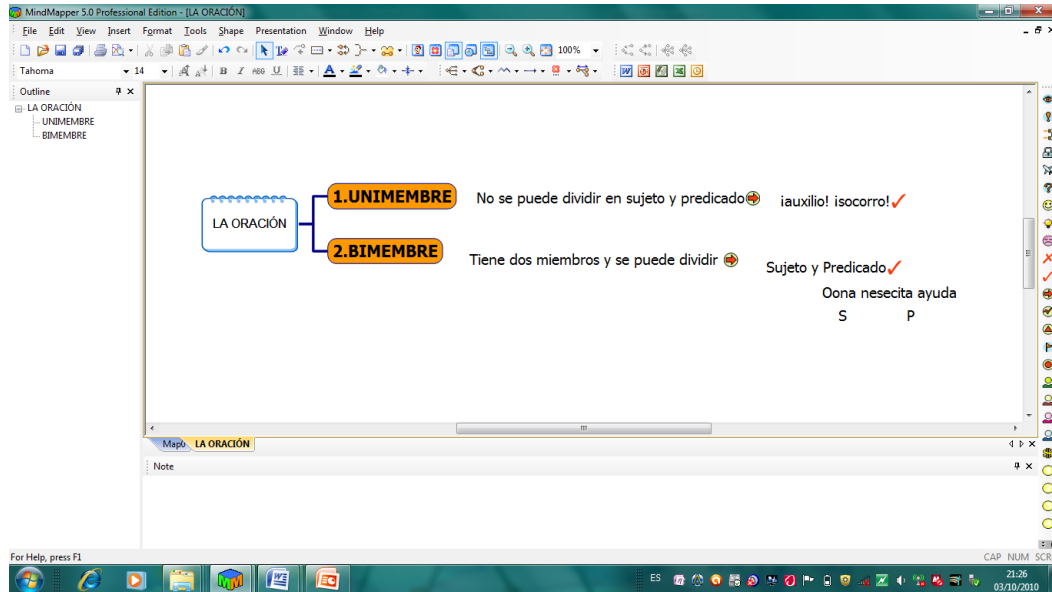 MindMapper 5.0 Professional Edition - [LA ORACIÓN]
File Edit View Insert Format Tools Shape Presentation Window Help
100%
Tahoma 14 B I ABC U A
Outline
LA ORACIÓN
UNIMEMBRE
BIMEMBRE
LA ORACIÓN
1.UNIMEMBRE
No se puede dividir en sujeto y predicado
¡auxilio! ¡socorro!
2.BIMEMBRE
Tiene dos miembros y se puede dividir
Sujeto y Predicado
Oona nesecita ayuda
S P
Map0 LA ORACIÓN
Note
For Help, press F1
CAP NUM SCR
ES
21:26
03/10/2010